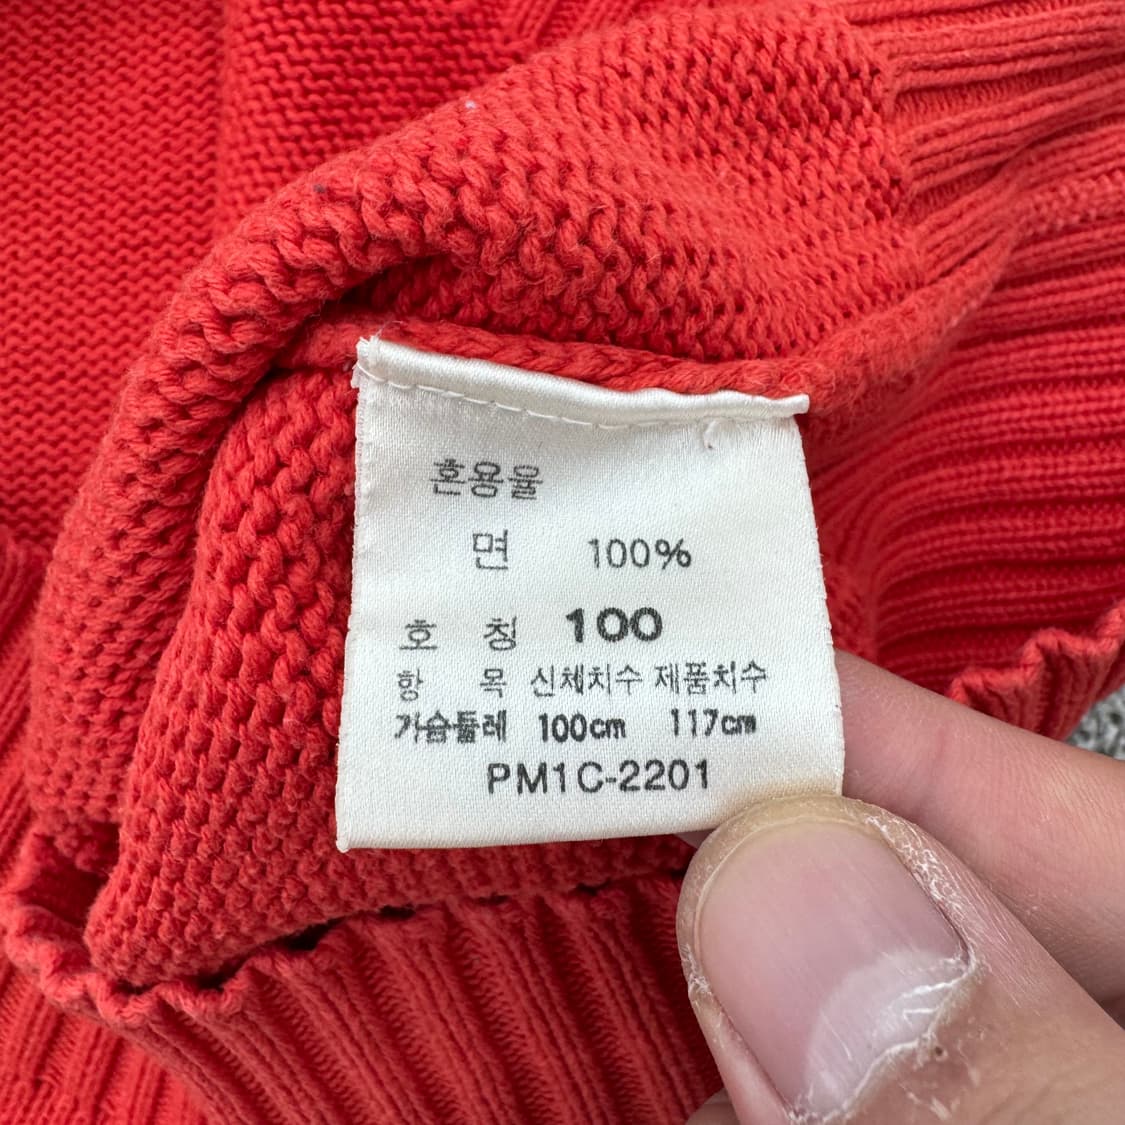 혼용율
면 100%
호 칭 100
항 목 신체치수 제품치수
가슴둘레 100cm 117cm
PM1C-2201